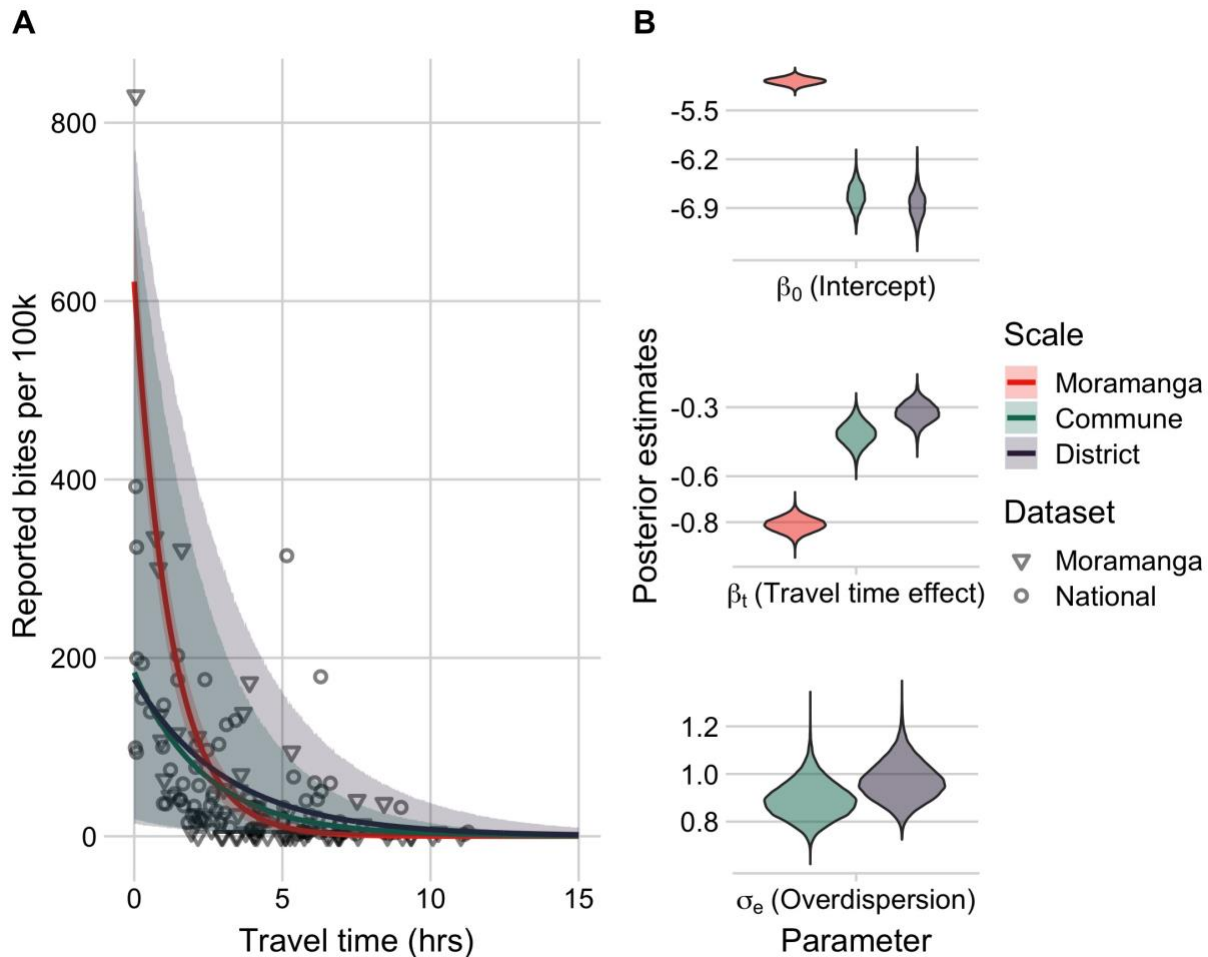 A
Reported bites per 100k
800
600
400
200
0
0 5 10 15
Travel time (hrs)
B
Posterior estimates
-5.5
-6.2
-6.9
β0 (Intercept)
-0.3
-0.6
-0.8
βt (Travel time effect)
1.2
1.0
0.8
σe (Overdispersion)
Parameter
Scale
Moramanga
Commune
District
Dataset
Moramanga
National